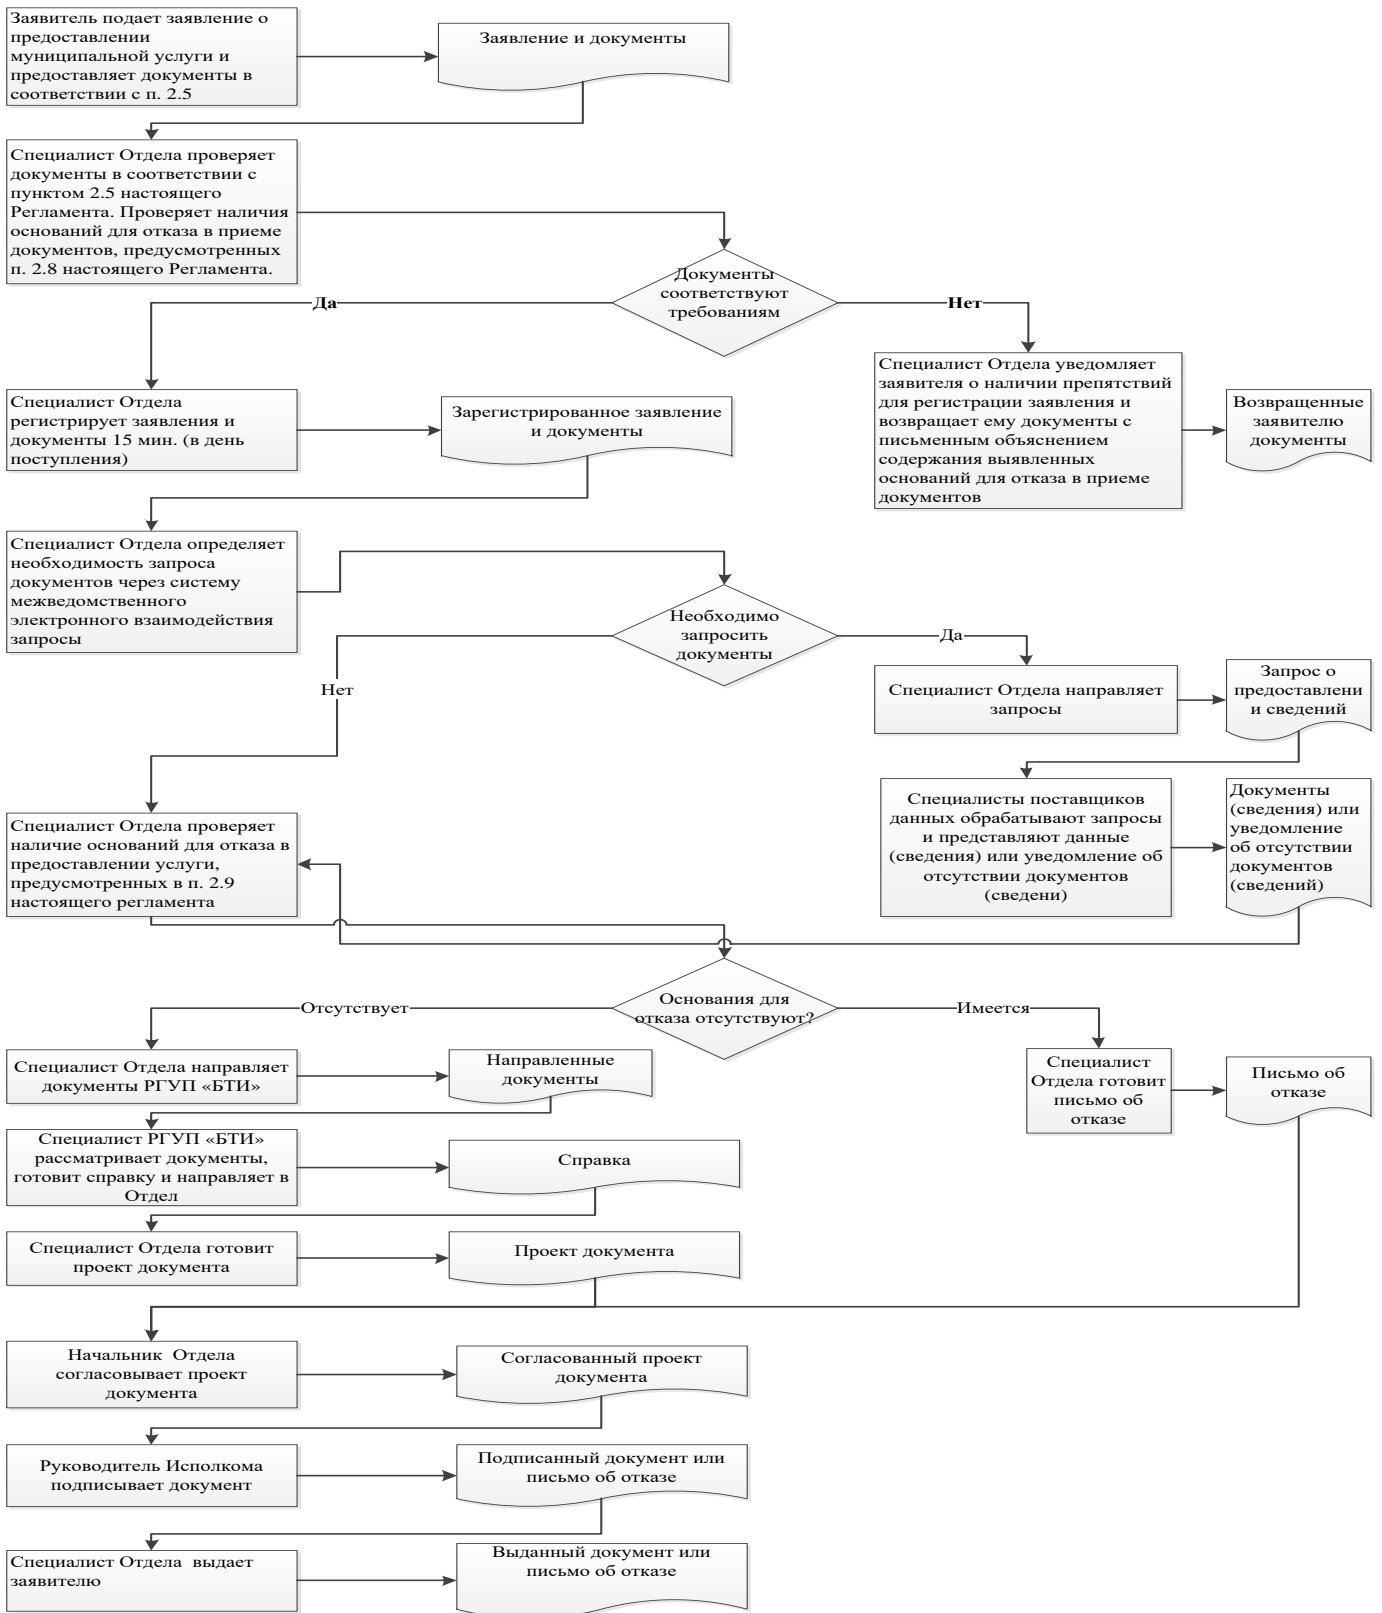 Заявитель подает заявление о
предоставлении
муниципальной услуги и
предоставляет документы в
соответствии с п. 2.5
Заявление и документы
Специалист Отдела проверяет
документы в соответствии с
пунктом 2.5 настоящего
Регламента. Проверяет наличия
оснований для отказа в приеме
документов, предусмотренных
п. 2.8 настоящего Регламента.
Документы
соответствуют
требованиям
Да
Нет
Специалист Отдела
регистрирует заявления и
документы 15 мин. (в день
поступления)
Зарегистрированное заявление
и документы
Специалист Отдела уведомляет
заявителя о наличии препятствий
для регистрации заявления и
возвращает ему документы с
письменным объяснением
содержания выявленных
оснований для отказа в приеме
документов
Возвращенные
заявителю
документы
Специалист Отдела определяет
необходимость запроса
документов через систему
межведомственного
электронного взаимодействия
запросы
Необходимо
запросить
документы
Да
Нет
Специалист Отдела направляет
запросы
Запрос о
предоставлени
и сведений
Специалисты поставщиков
данных обрабатывают запросы
и представляют данные
(сведения) или уведомление об
отсутствии документов
(сведени)
Документы
(сведения) или
уведомление
об отсутствии
документов
(сведений)
Специалист Отдела проверяет
наличие оснований для отказа в
предоставлении услуги,
предусмотренных в п. 2.9
настоящего регламента
Основания для
отказа отсутствуют?
Отсутствует
Имеется
Специалист Отдела направляет
документы РГУП «БТИ»
Направленные
документы
Специалист
Отдела готовит
письмо об
отказе
Письмо об
отказе
Специалист РГУП «БТИ»
рассматривает документы,
готовит справку и направляет в
Отдел
Справка
Специалист Отдела готовит
проект документа
Проект документа
Начальник  Отдела
согласовывает проект
документа
Согласованный проект
документа
Руководитель Исполкома
подписывает документ
Подписанный документ или
письмо об отказе
Специалист Отдела  выдает
заявителю
Выданный документ или
письмо об отказе